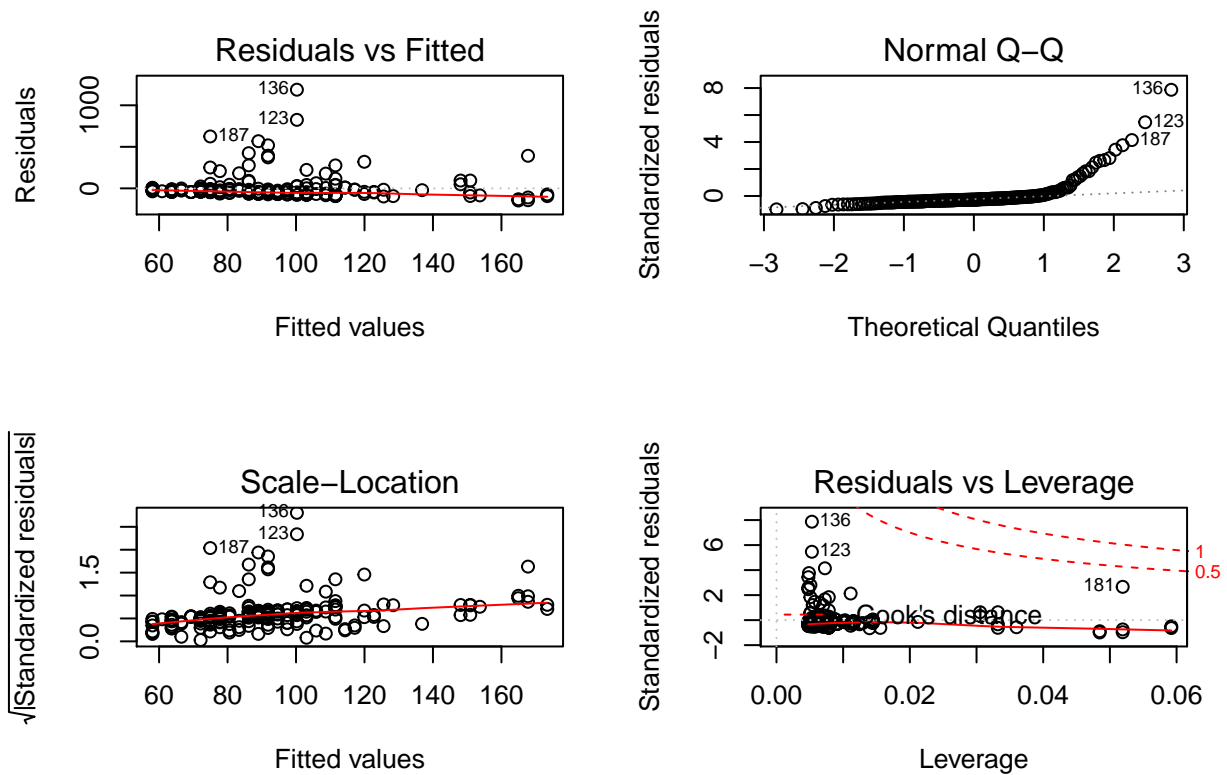 Residuals vs Fitted
Residuals
1000
0
136
123
187
60 80 100 120 140 160
Fitted values
Normal Q−Q
Standardized residuals
8
4
0
136
123
187
−3 −2 −1 0 1 2 3
Theoretical Quantiles
Scale−Location
√|Standardized residuals|
1.5
0.0
136
123
187
60 80 100 120 140 160
Fitted values
Residuals vs Leverage
Standardized residuals
6
2
−2
136
123
181
1
0.5
Cook's distance
0.00 0.02 0.04 0.06
Leverage